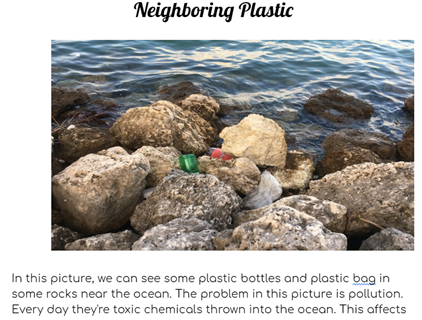 Neighboring Plastic
In this picture, we can see some plastic bottles and plastic bag in
some rocks near the ocean. The problem in this picture is pollution.
Every day they're toxic chemicals thrown into the ocean. This affects